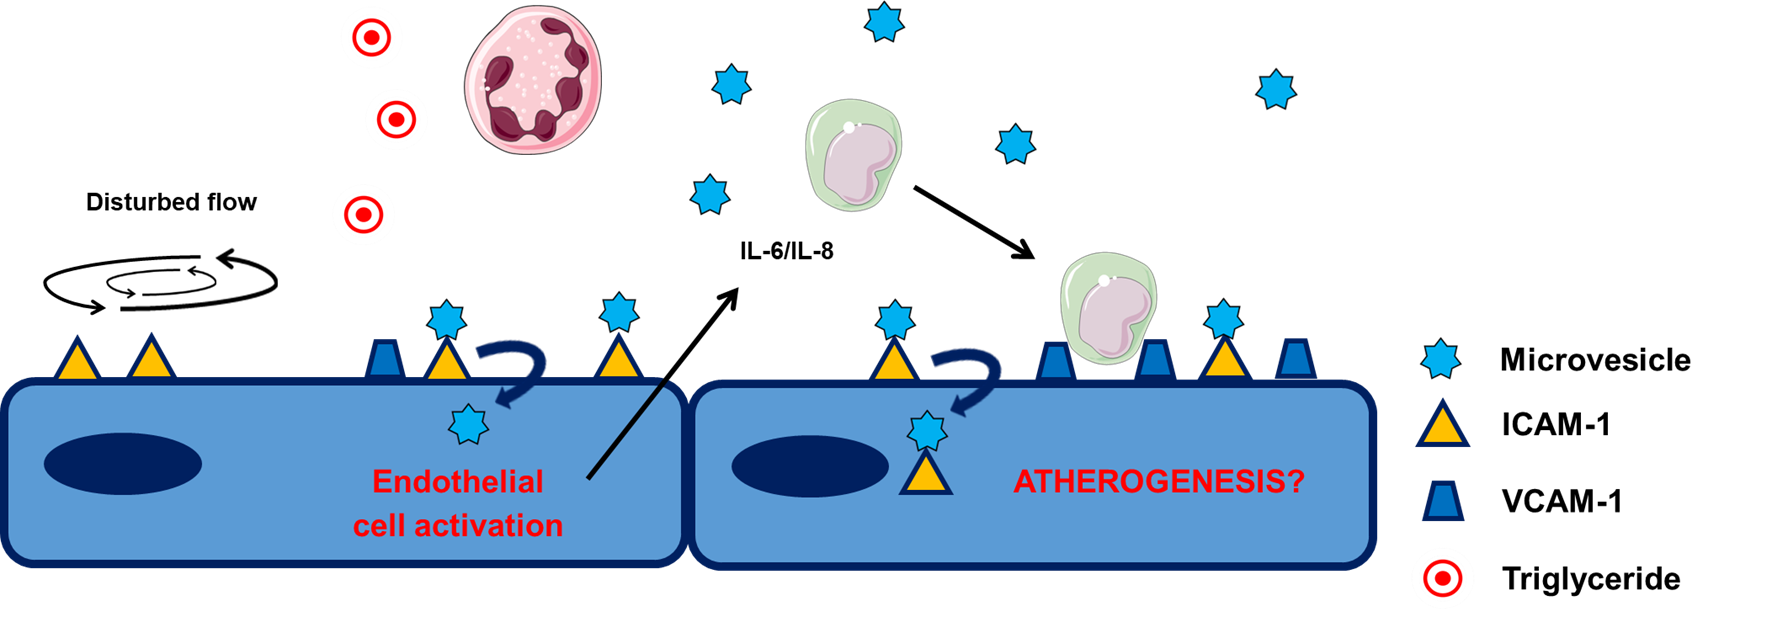 Disturbed flow
IL-6/IL-8
Endothelial
cell activation
ATHEROGENESIS?
Microvesicle
ICAM-1
VCAM-1
Triglyceride